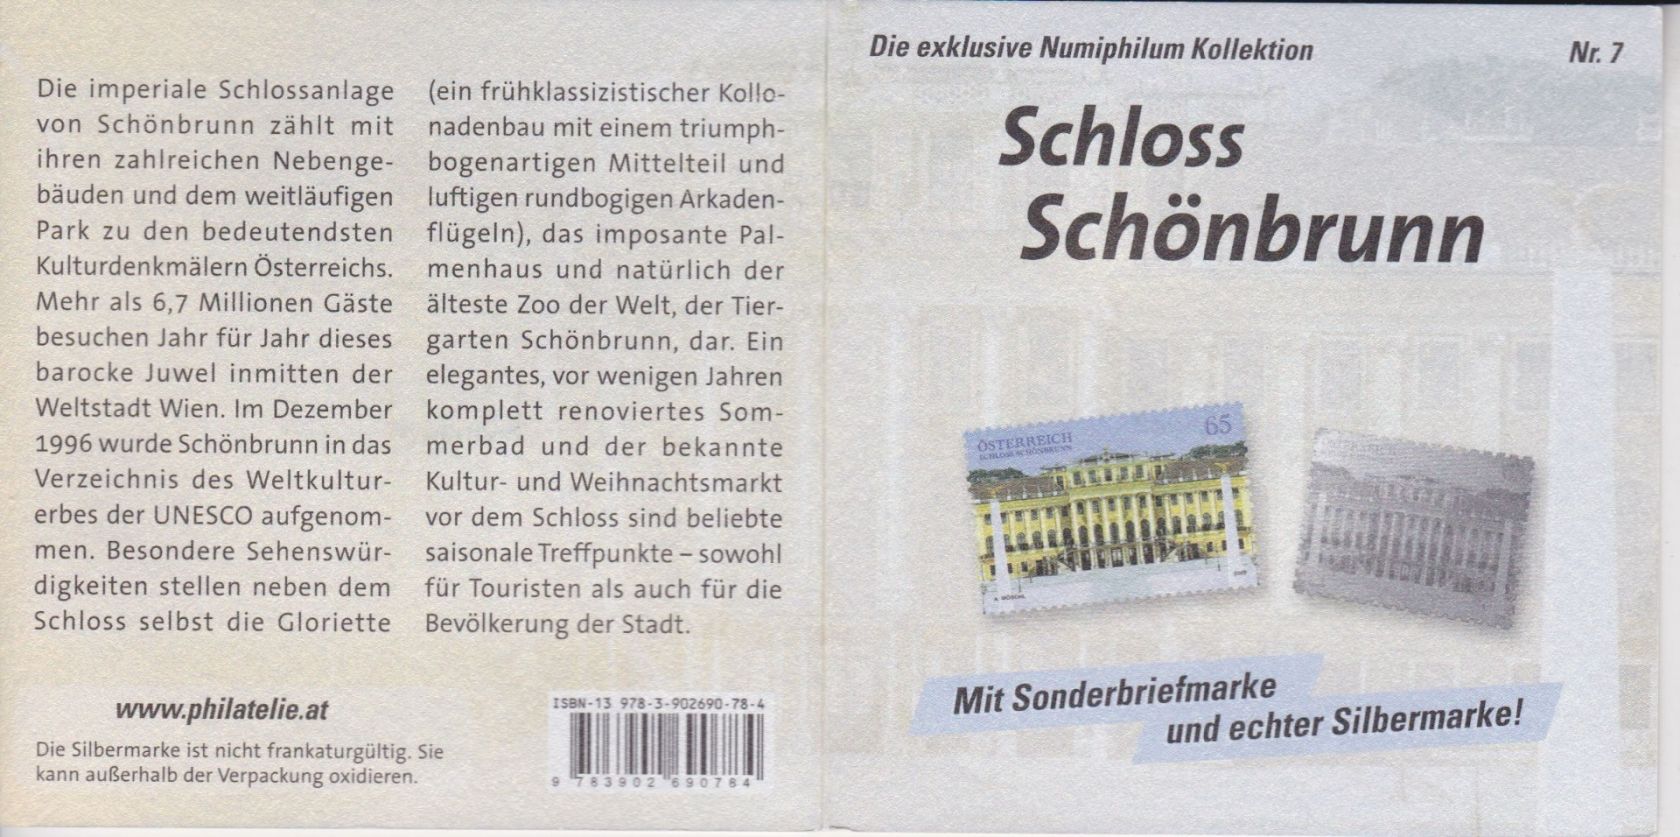 Die imperiale Schlossanlage
von Schönbrunn zählt mit
ihren zahlreichen Nebenge-
bäuden und dem weitläufigen
Park zu den bedeutendsten
Kulturdenkmälern Österreichs.
Mehr als 6,7 Millionen Gäste
besuchen Jahr für Jahr dieses
barocke Juwel inmitten der
Weltstadt Wien. Im Dezember
1996 wurde Schönbrunn in das
Verzeichnis des Weltkultur-
erbes der UNESCO aufgenom-
men. Besondere Sehenswür-
digkeiten stellen neben dem
Schloss selbst die Gloriette
(ein frühklassizistischer Kollo-
nadenbau mit einem triumph-
bogenartigen Mittelteil und
luftigen rundbogigen Arkaden-
flügeln), das imposante Pal-
menhaus und natürlich der
älteste Zoo der Welt, der Tier-
garten Schönbrunn, dar. Ein
elegantes, vor wenigen Jahren
komplett renoviertes Som-
merbad und der bekannte
Kultur- und Weihnachtsmarkt
vor dem Schloss sind beliebte
saisonale Treffpunkte – sowohl
für Touristen als auch für die
Bevölkerung der Stadt.
www.philatelie.at
Die Silbermarke ist nicht frankaturgültig. Sie
kann außerhalb der Verpackung oxidieren.
ISBN-13 978-3-902690-78-4
9 783902 690784
Die exklusive Numiphilum Kollektion
Nr. 7
Schloss
Schönbrunn
65
ÖSTERREICH
SCHLOSS SCHÖNBRUNN
A. MÖSCHL
Mit Sonderbriefmarke
und echter Silbermarke!